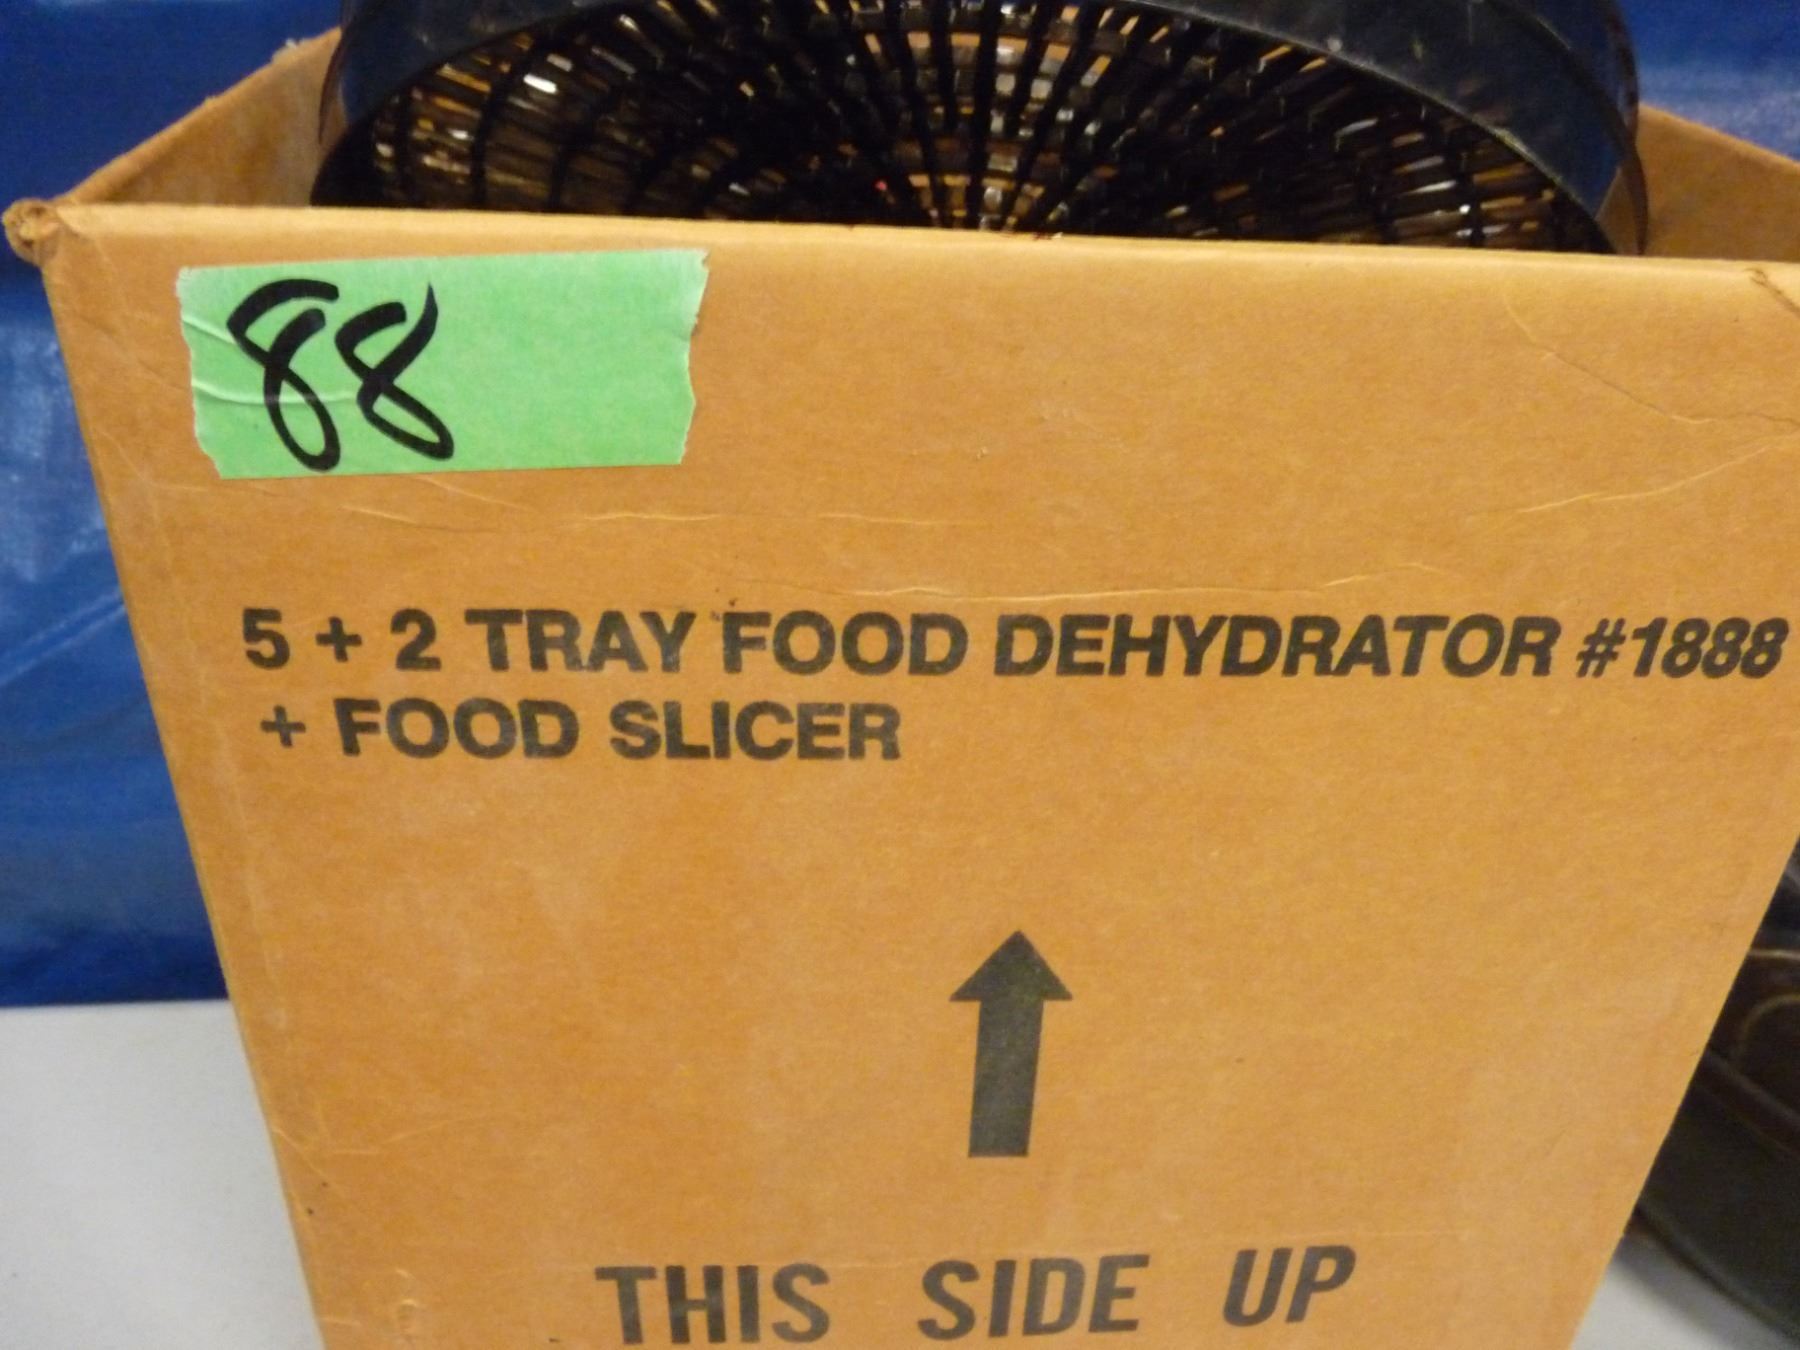 88
5 + 2 TRAY FOOD DEHYDRATOR #1888
+ FOOD SLICER
THIS SIDE UP